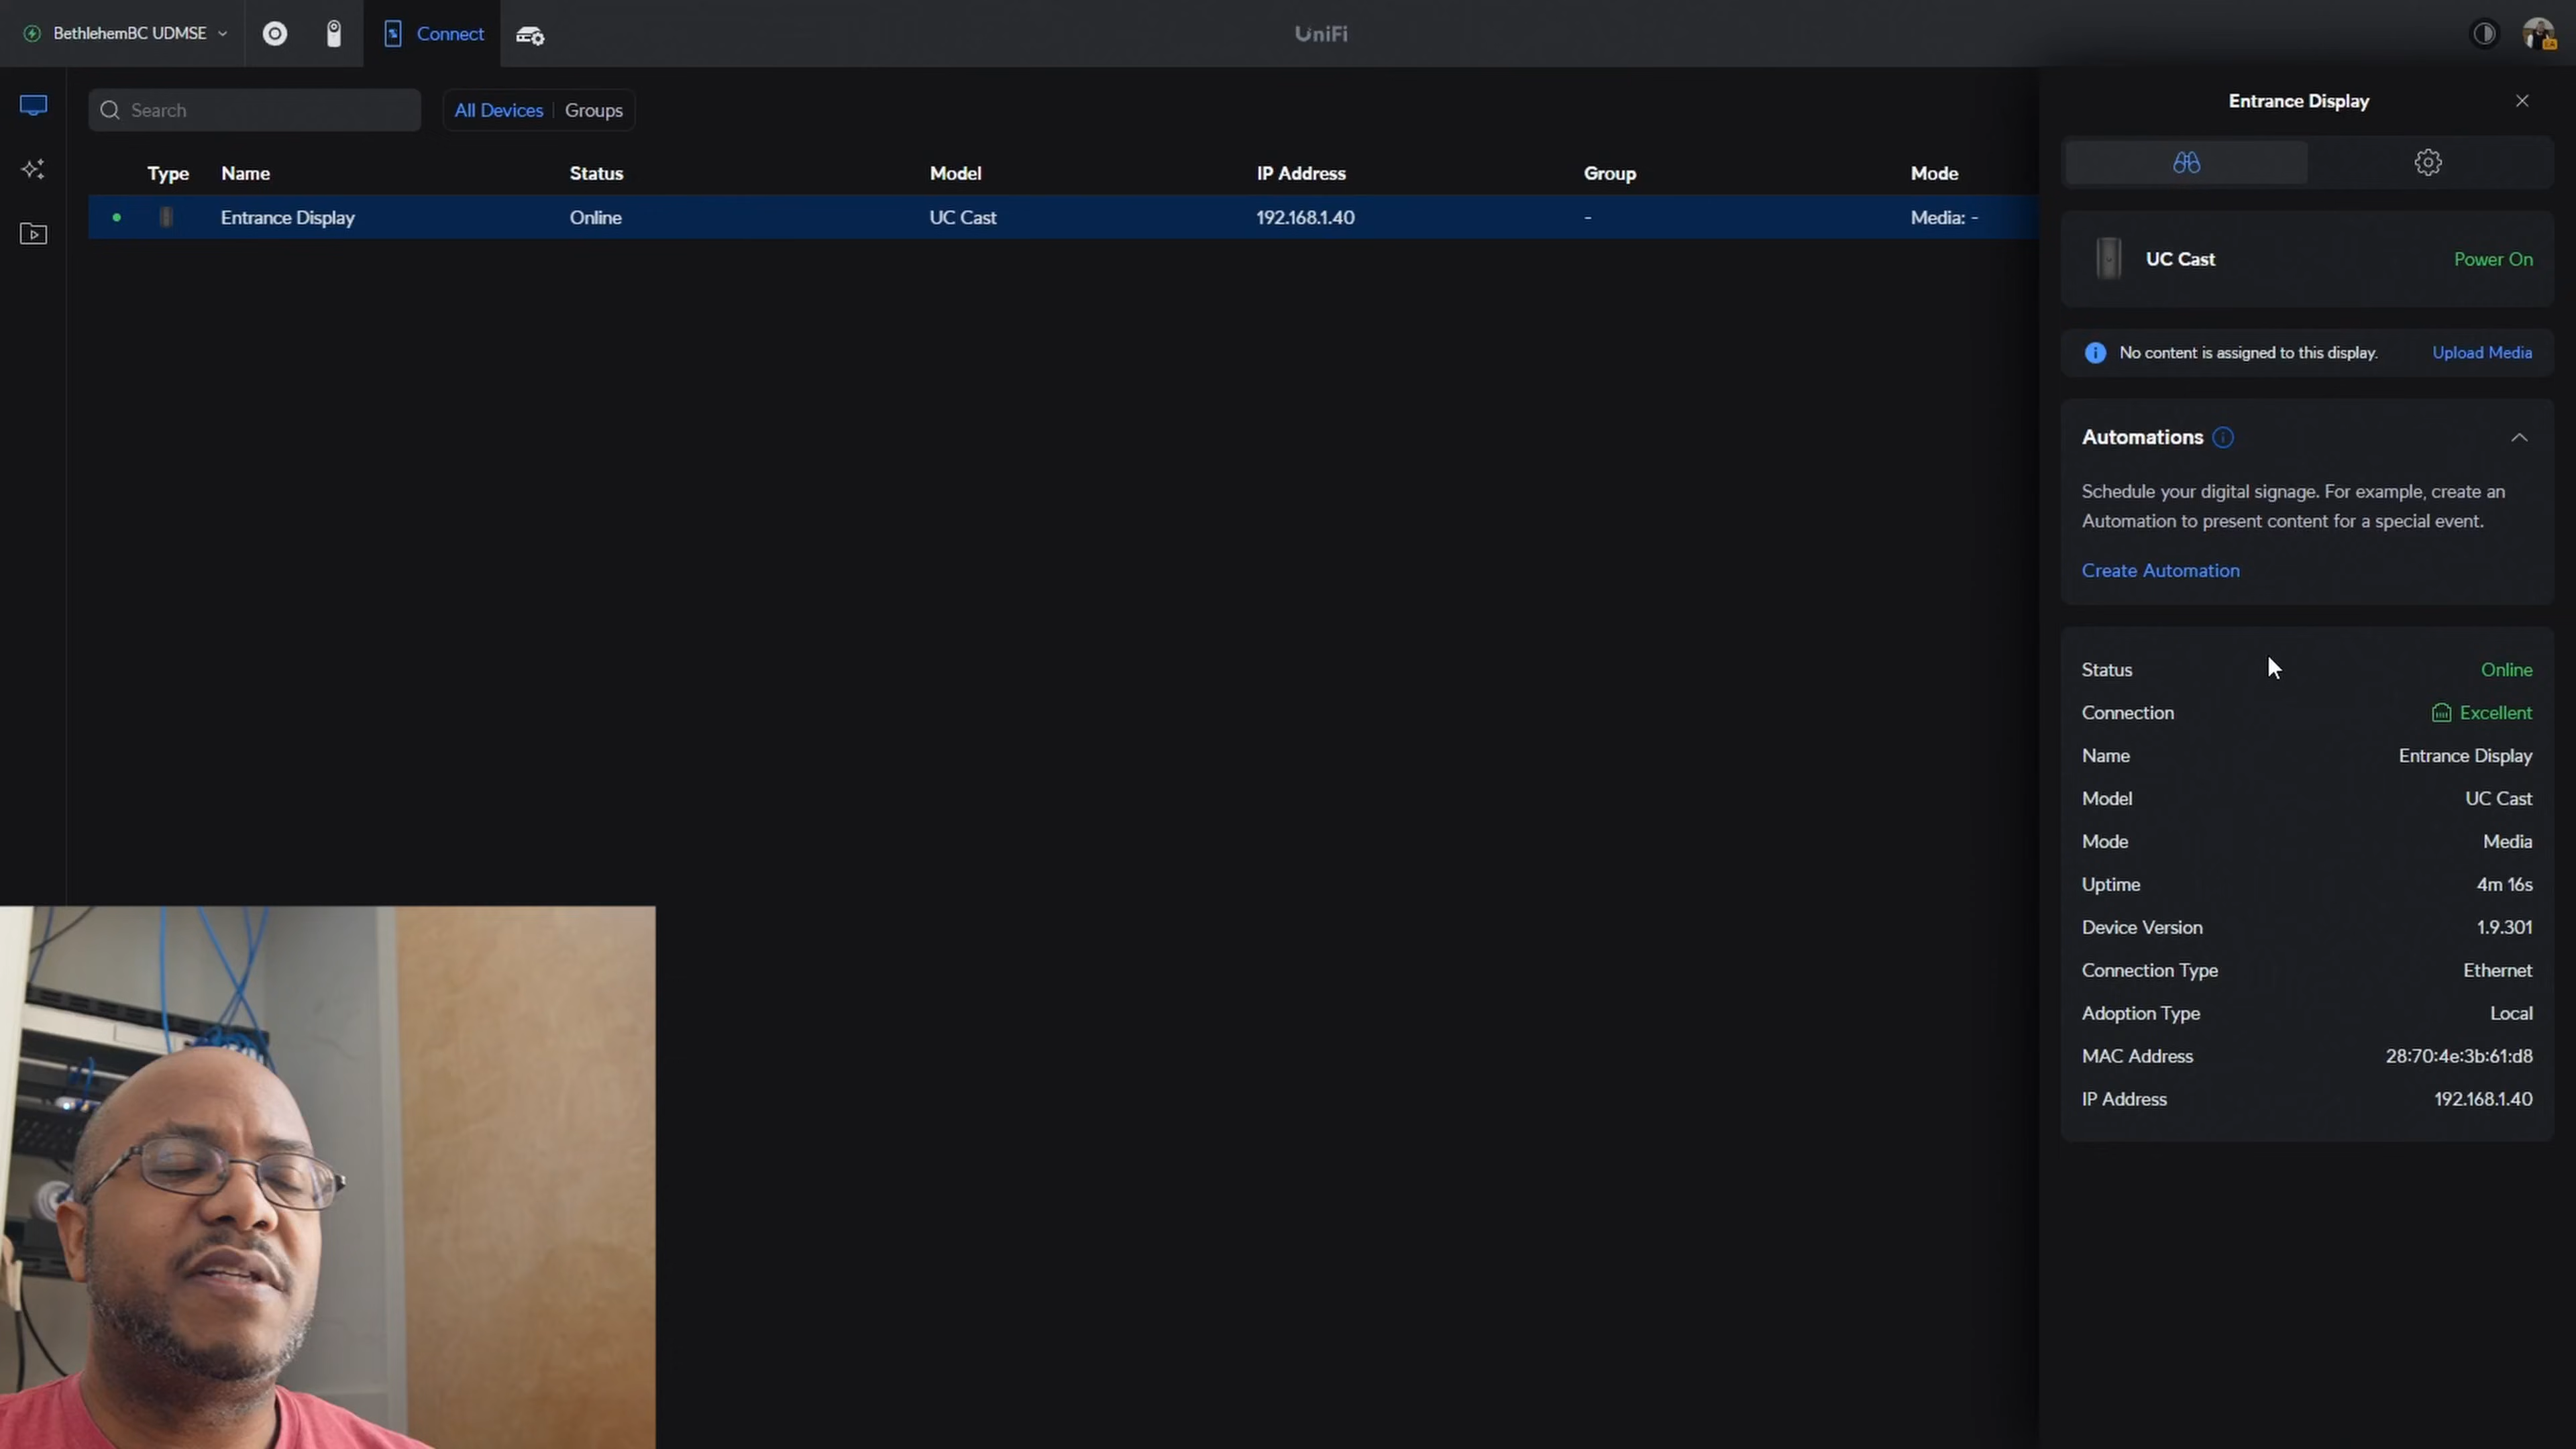 BethlehemBC UDMSE
Connect
UniFi
Search
All Devices
Groups
Type Name Status Model IP Address Group Mode
Entrance Display Online UC Cast 192.168.1.40 - Media: -
Entrance Display
UC Cast
Power On
No content is assigned to this display.
Upload Media
Automations
Schedule your digital signage. For example, create an
Automation to present content for a special event.
Create Automation
Status Online
Connection Excellent
Name Entrance Display
Model UC Cast
Mode Media
Uptime 4m 16s
Device Version 1.9.301
Connection Type Ethernet
Adoption Type Local
MAC Address 28:70:4e:3b:61:d8
IP Address 192.168.1.40